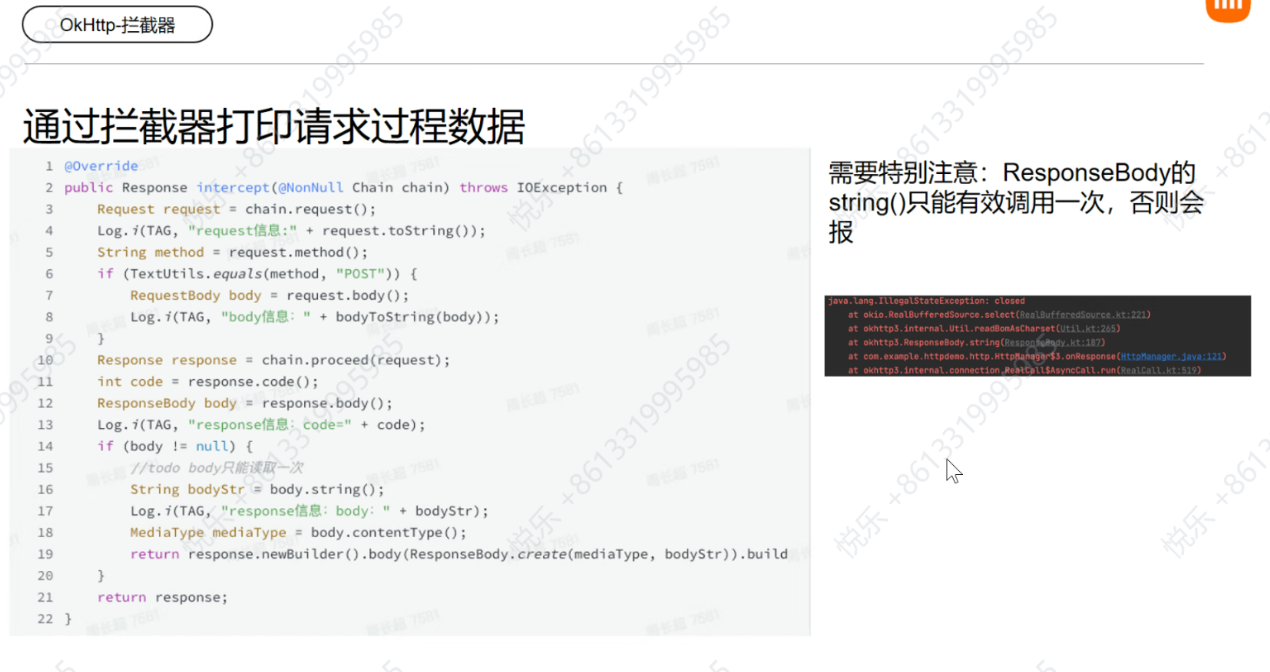 OkHttp-拦截器
通过拦截器打印请求过程数据
1 @Override
2 public Response intercept(@NonNull Chain chain) throws IOException {
3 Request request = chain.request();
4 Log.i(TAG, "request信息:" + request.toString());
5 String method = request.method();
6 if (TextUtils.equals(method, "POST")) {
7 RequestBody body = request.body();
8 Log.i(TAG, "body信息: " + bodyToString(body));
9 }
10 Response response = chain.proceed(request);
11 int code = response.code();
12 ResponseBody body = response.body();
13 Log.i(TAG, "response信息: code=" + code);
14 if (body != null) {
15 //todo body只能读取一次
16 String bodyStr = body.string();
17 Log.i(TAG, "response信息: body: " + bodyStr);
18 MediaType mediaType = body.contentType();
19 return response.newBuilder().body(ResponseBody.create(mediaType, bodyStr)).build
20 }
21 return response;
22 }
需要特别注意：ResponseBody的
string()只能有效调用一次，否则会
报
java.lang.IllegalStateException: closed
at okio.RealBufferedSource.select(RealBufferedSource.kt:221)
at okhttp3.internal.Util.readBomAsCharset(Util.kt:265)
at okhttp3.ResponseBody.string(ResponseBody.kt:187)
at com.example.httpdemo.http.HttpManager$3.onResponse(HttpManager.java:121)
at okhttp3.internal.connection.RealCall$AsyncCall.run(RealCall.kt:519)
悦乐 +8613319995985
周长超 7581